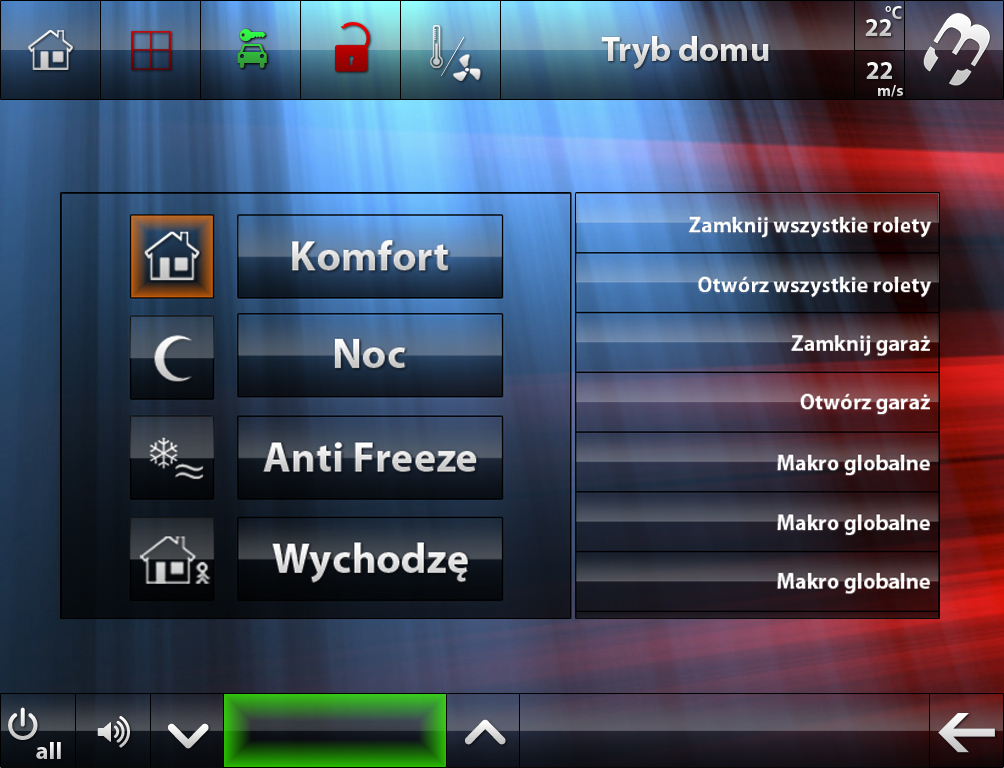 Tryb domu
22 °C
22 m/s
Komfort
Noc
Anti Freeze
Wychodzę
Zamknij wszystkie rolety
Otwórz wszystkie rolety
Zamknij garaż
Otwórz garaż
Makro globalne
Makro globalne
Makro globalne
all